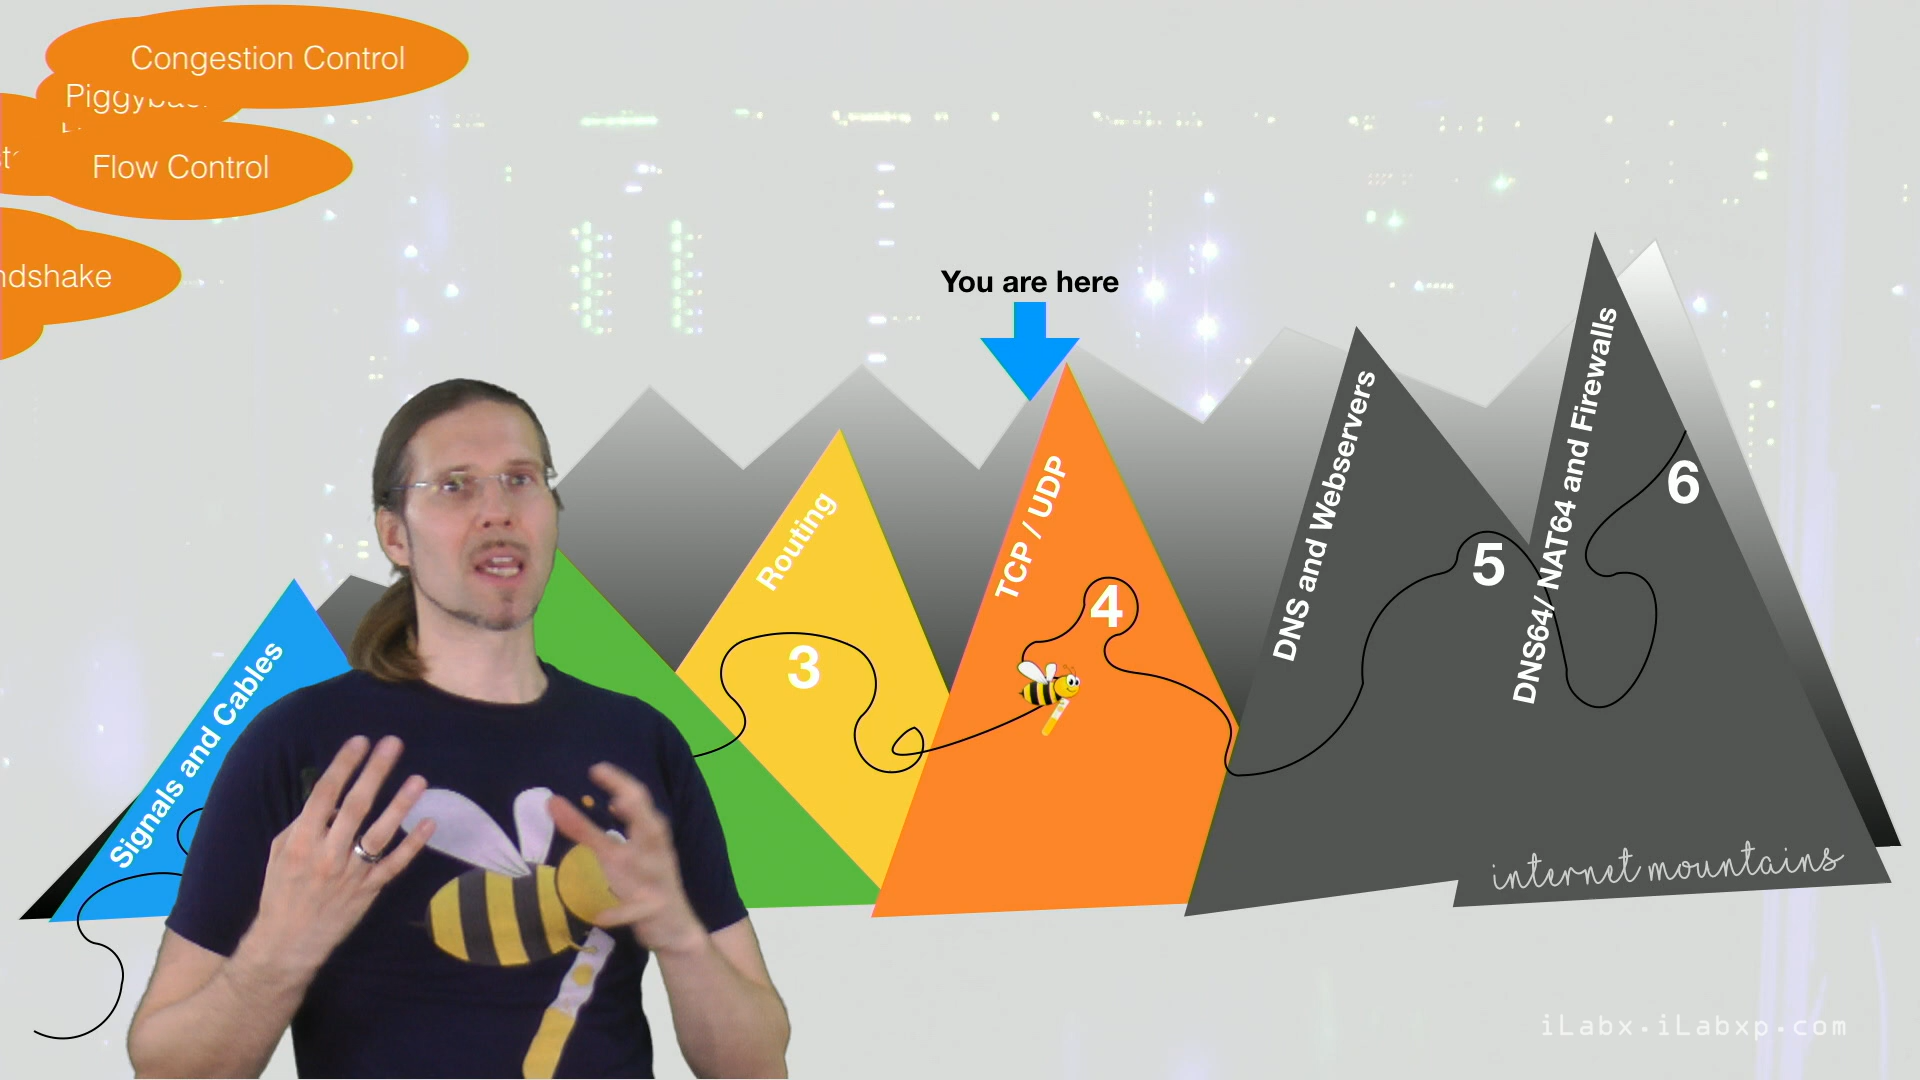 Congestion Control
Flow Control
You are here
Signals and Cables
Routing
3
TCP / UDP
4
DNS and Webservers
5
DNS64/ NAT64 and Firewalls
6
internet mountains
iLabx.iLabxp.com